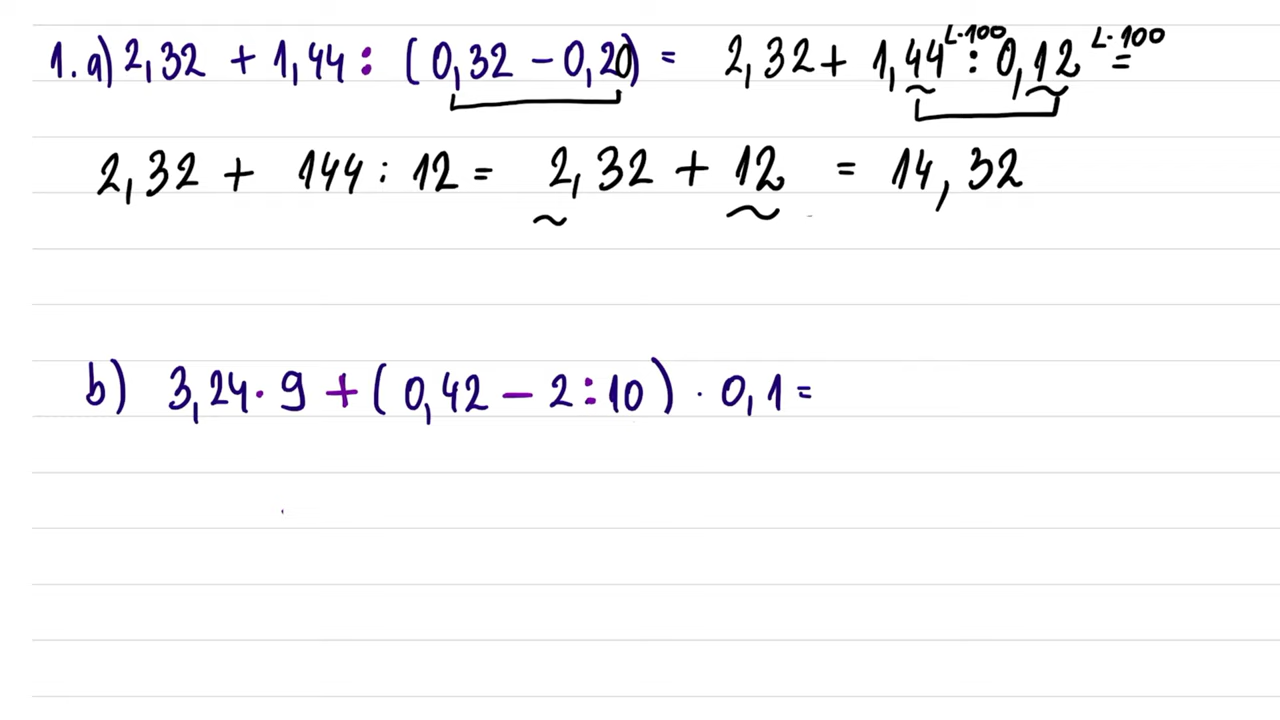 1. a) 2,32 + 1,44 : (0,32 - 0,20) = 2,32 + 1,44 L·100 : 0,12 L·100 =
2,32 + 144 : 12 = 2,32 + 12 = 14,32
b) 3,24 · 9 + (0,42 - 2 : 10) · 0,1 =